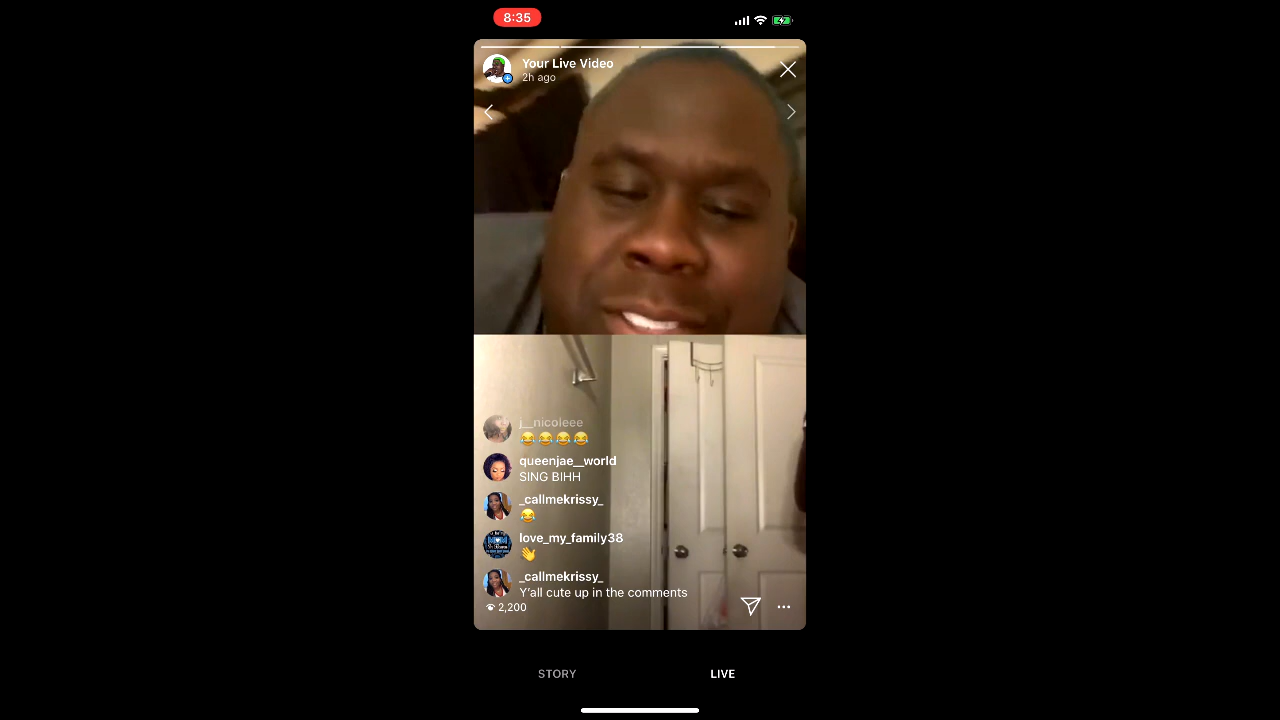 8:35
Your Live Video
2h ago
j__nicoleee
😂😂😂😂
queenjae__world
SING BIHH
_callmekrissy_
😂
love_my_family38
👋
_callmekrissy_
Y'all cute up in the comments
2,200
STORY LIVE